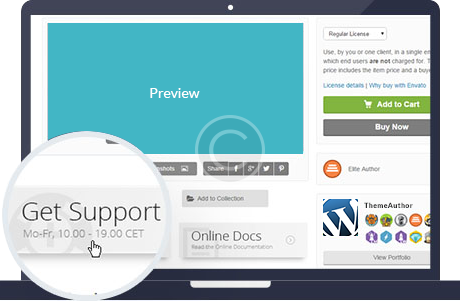 Preview
Regular License
Use, by you or one client, in a single en
which end users are not charged for. T
price includes the item price and a buye
License details | Why buy with Envato
Add to Cart
Buy Now
Share
Elite Author
Add to Collection
Get Support
Mo-Fr, 10.00 - 19.00 CET
Online Docs
Read the Online Documentation
ThemeAuthor
View Portfolio